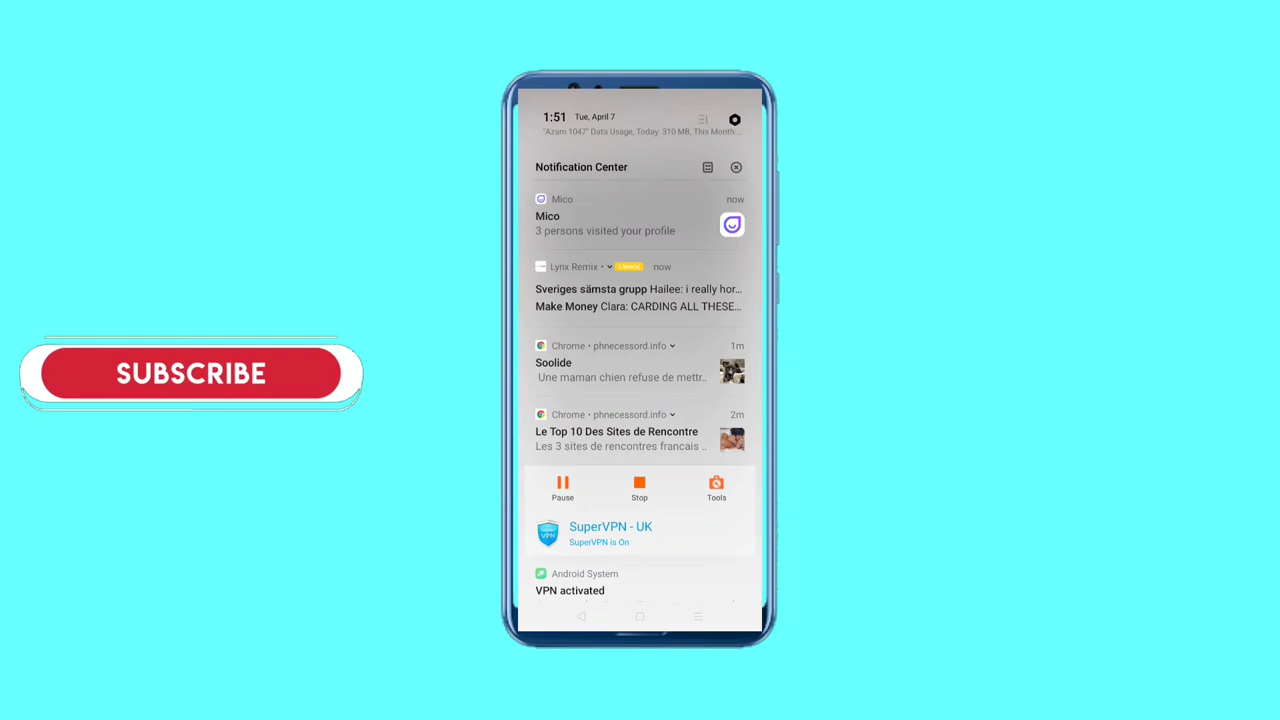 SUBSCRIBE
1:51 Tue, April 7
"Azam 1047" Data Usage, Today: 310 MB, This Month...
Notification Center
Mico now
Mico
3 persons visited your profile
Lynx Remix • now
Sveriges sämsta grupp Hailee: i really hor...
Make Money Clara: CARDING ALL THESE...
Chrome • phnecessord.info 1m
Soolide
Une maman chien refuse de mettr..
Chrome • phnecessord.info 2m
Le Top 10 Des Sites de Rencontre
Les 3 sites de rencontres francais ..
Pause Stop Tools
SuperVPN - UK
SuperVPN is On
Android System
VPN activated